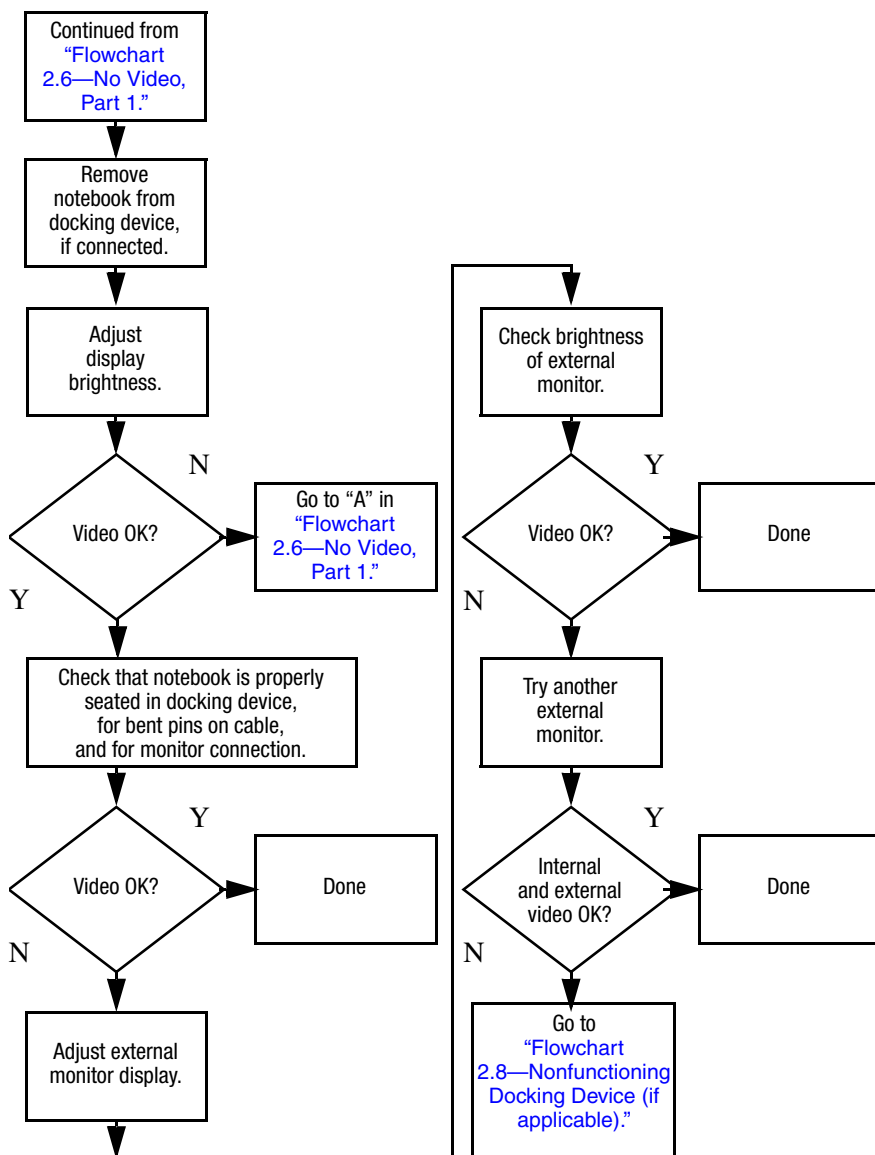 Continued from
“Flowchart
2.6—No Video,
Part 1.”
Remove
notebook from
docking device,
if connected.
Adjust
display
brightness.
N
Video OK?
Go to “A” in
“Flowchart
2.6—No Video,
Part 1.”
Y
Check that notebook is properly
seated in docking device,
for bent pins on cable,
and for monitor connection.
Y
Video OK?
Done
N
Adjust external
monitor display.
Check brightness
of external
monitor.
Y
Video OK?
Done
N
Try another
external
monitor.
Y
Internal
and external
video OK?
Done
N
Go to
“Flowchart
2.8—Nonfunctioning
Docking Device (if
applicable).”